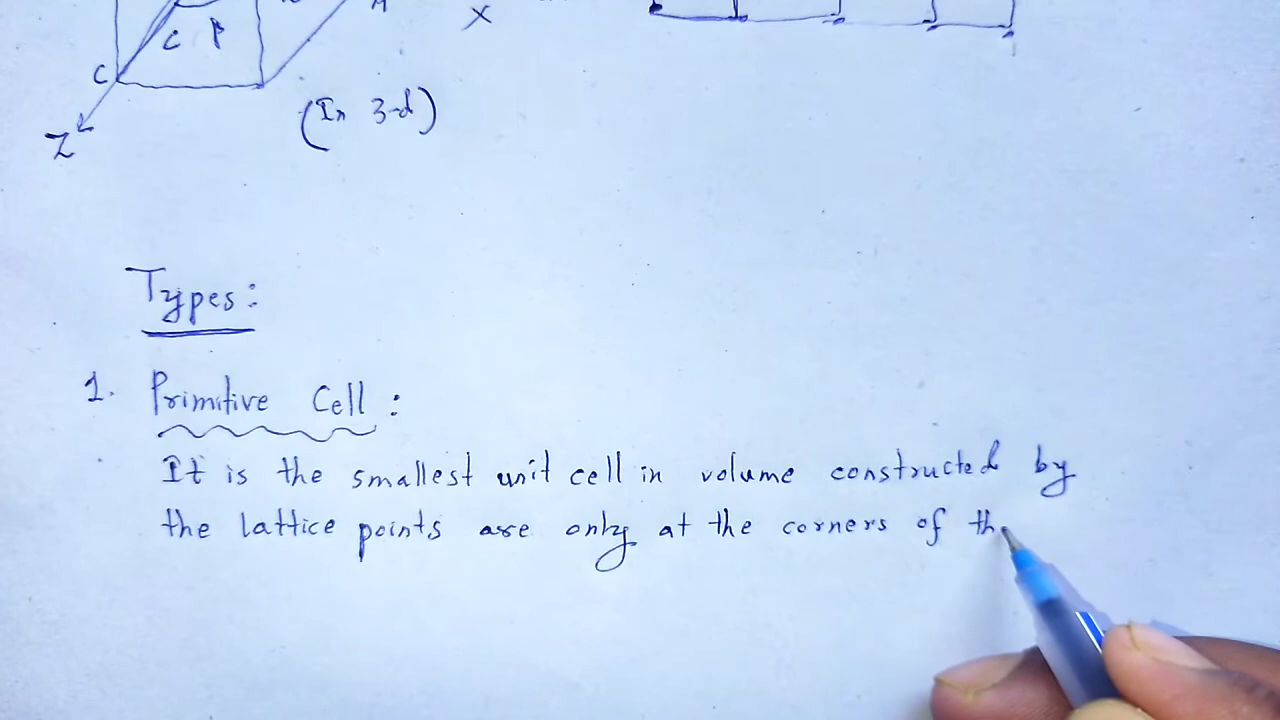 C P
C
X
Z
(In 3-d)
Types:
1. Primitive Cell:
It is the smallest unit cell in volume constructed by
the lattice points are only at the corners of th